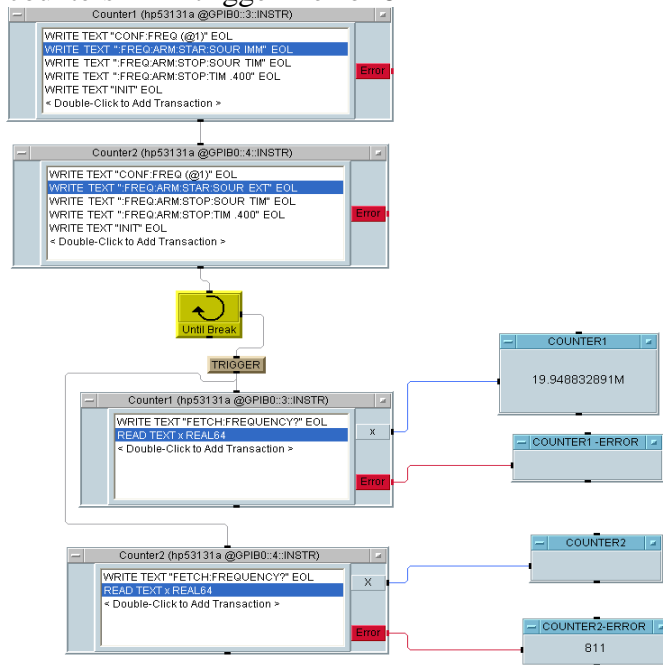 Counter1 (hp53131a @GPIB0::3::INSTR)
WRITE TEXT "CONF:FREQ (@1)" EOL
WRITE TEXT ":FREQ:ARM:STAR:SOUR IMM" EOL
WRITE TEXT ":FREQ:ARM:STOP:SOUR TIM" EOL
WRITE TEXT ":FREQ:ARM:STOP:TIM .400" EOL
WRITE TEXT "INIT" EOL
< Double-Click to Add Transaction >
Error
Counter2 (hp53131a @GPIB0::4::INSTR)
WRITE TEXT "CONF:FREQ (@1)" EOL
WRITE TEXT ":FREQ:ARM:STAR:SOUR EXT" EOL
WRITE TEXT ":FREQ:ARM:STOP:SOUR TIM" EOL
WRITE TEXT ":FREQ:ARM:STOP:TIM .400" EOL
WRITE TEXT "INIT" EOL
< Double-Click to Add Transaction >
Error
Until Break
TRIGGER
COUNTER1
19.948832891M
Counter1 (hp53131a @GPIB0::3::INSTR)
WRITE TEXT "FETCH:FREQUENCY?" EOL
READ TEXT x REAL64
< Double-Click to Add Transaction >
x
Error
COUNTER1 -ERROR
Counter2 (hp53131a @GPIB0::4::INSTR)
WRITE TEXT "FETCH:FREQUENCY?" EOL
READ TEXT x REAL64
< Double-Click to Add Transaction >
X
Error
COUNTER2
COUNTER2-ERROR
811